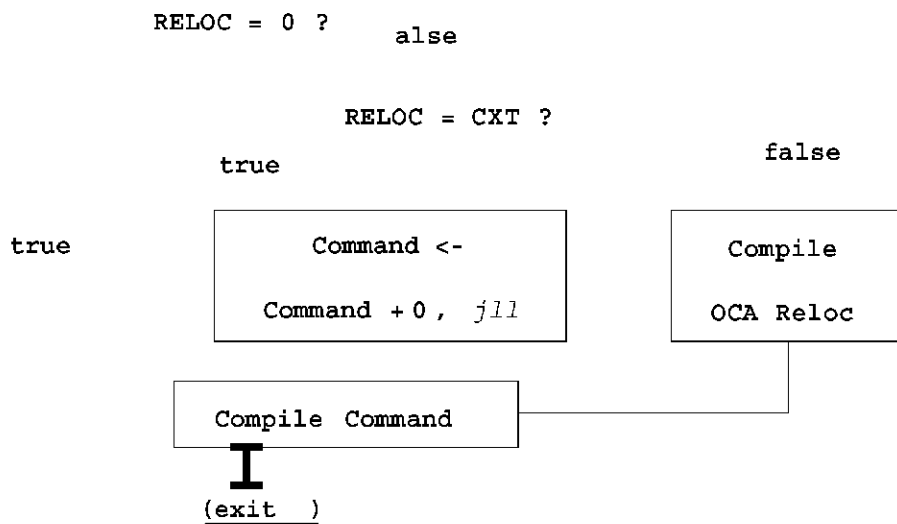 RELOC = 0 ?
alse
RELOC = CXT ?
true
false
true
Command <-
Command +0, jll
Compile
OCA Reloc
Compile Command
(exit )